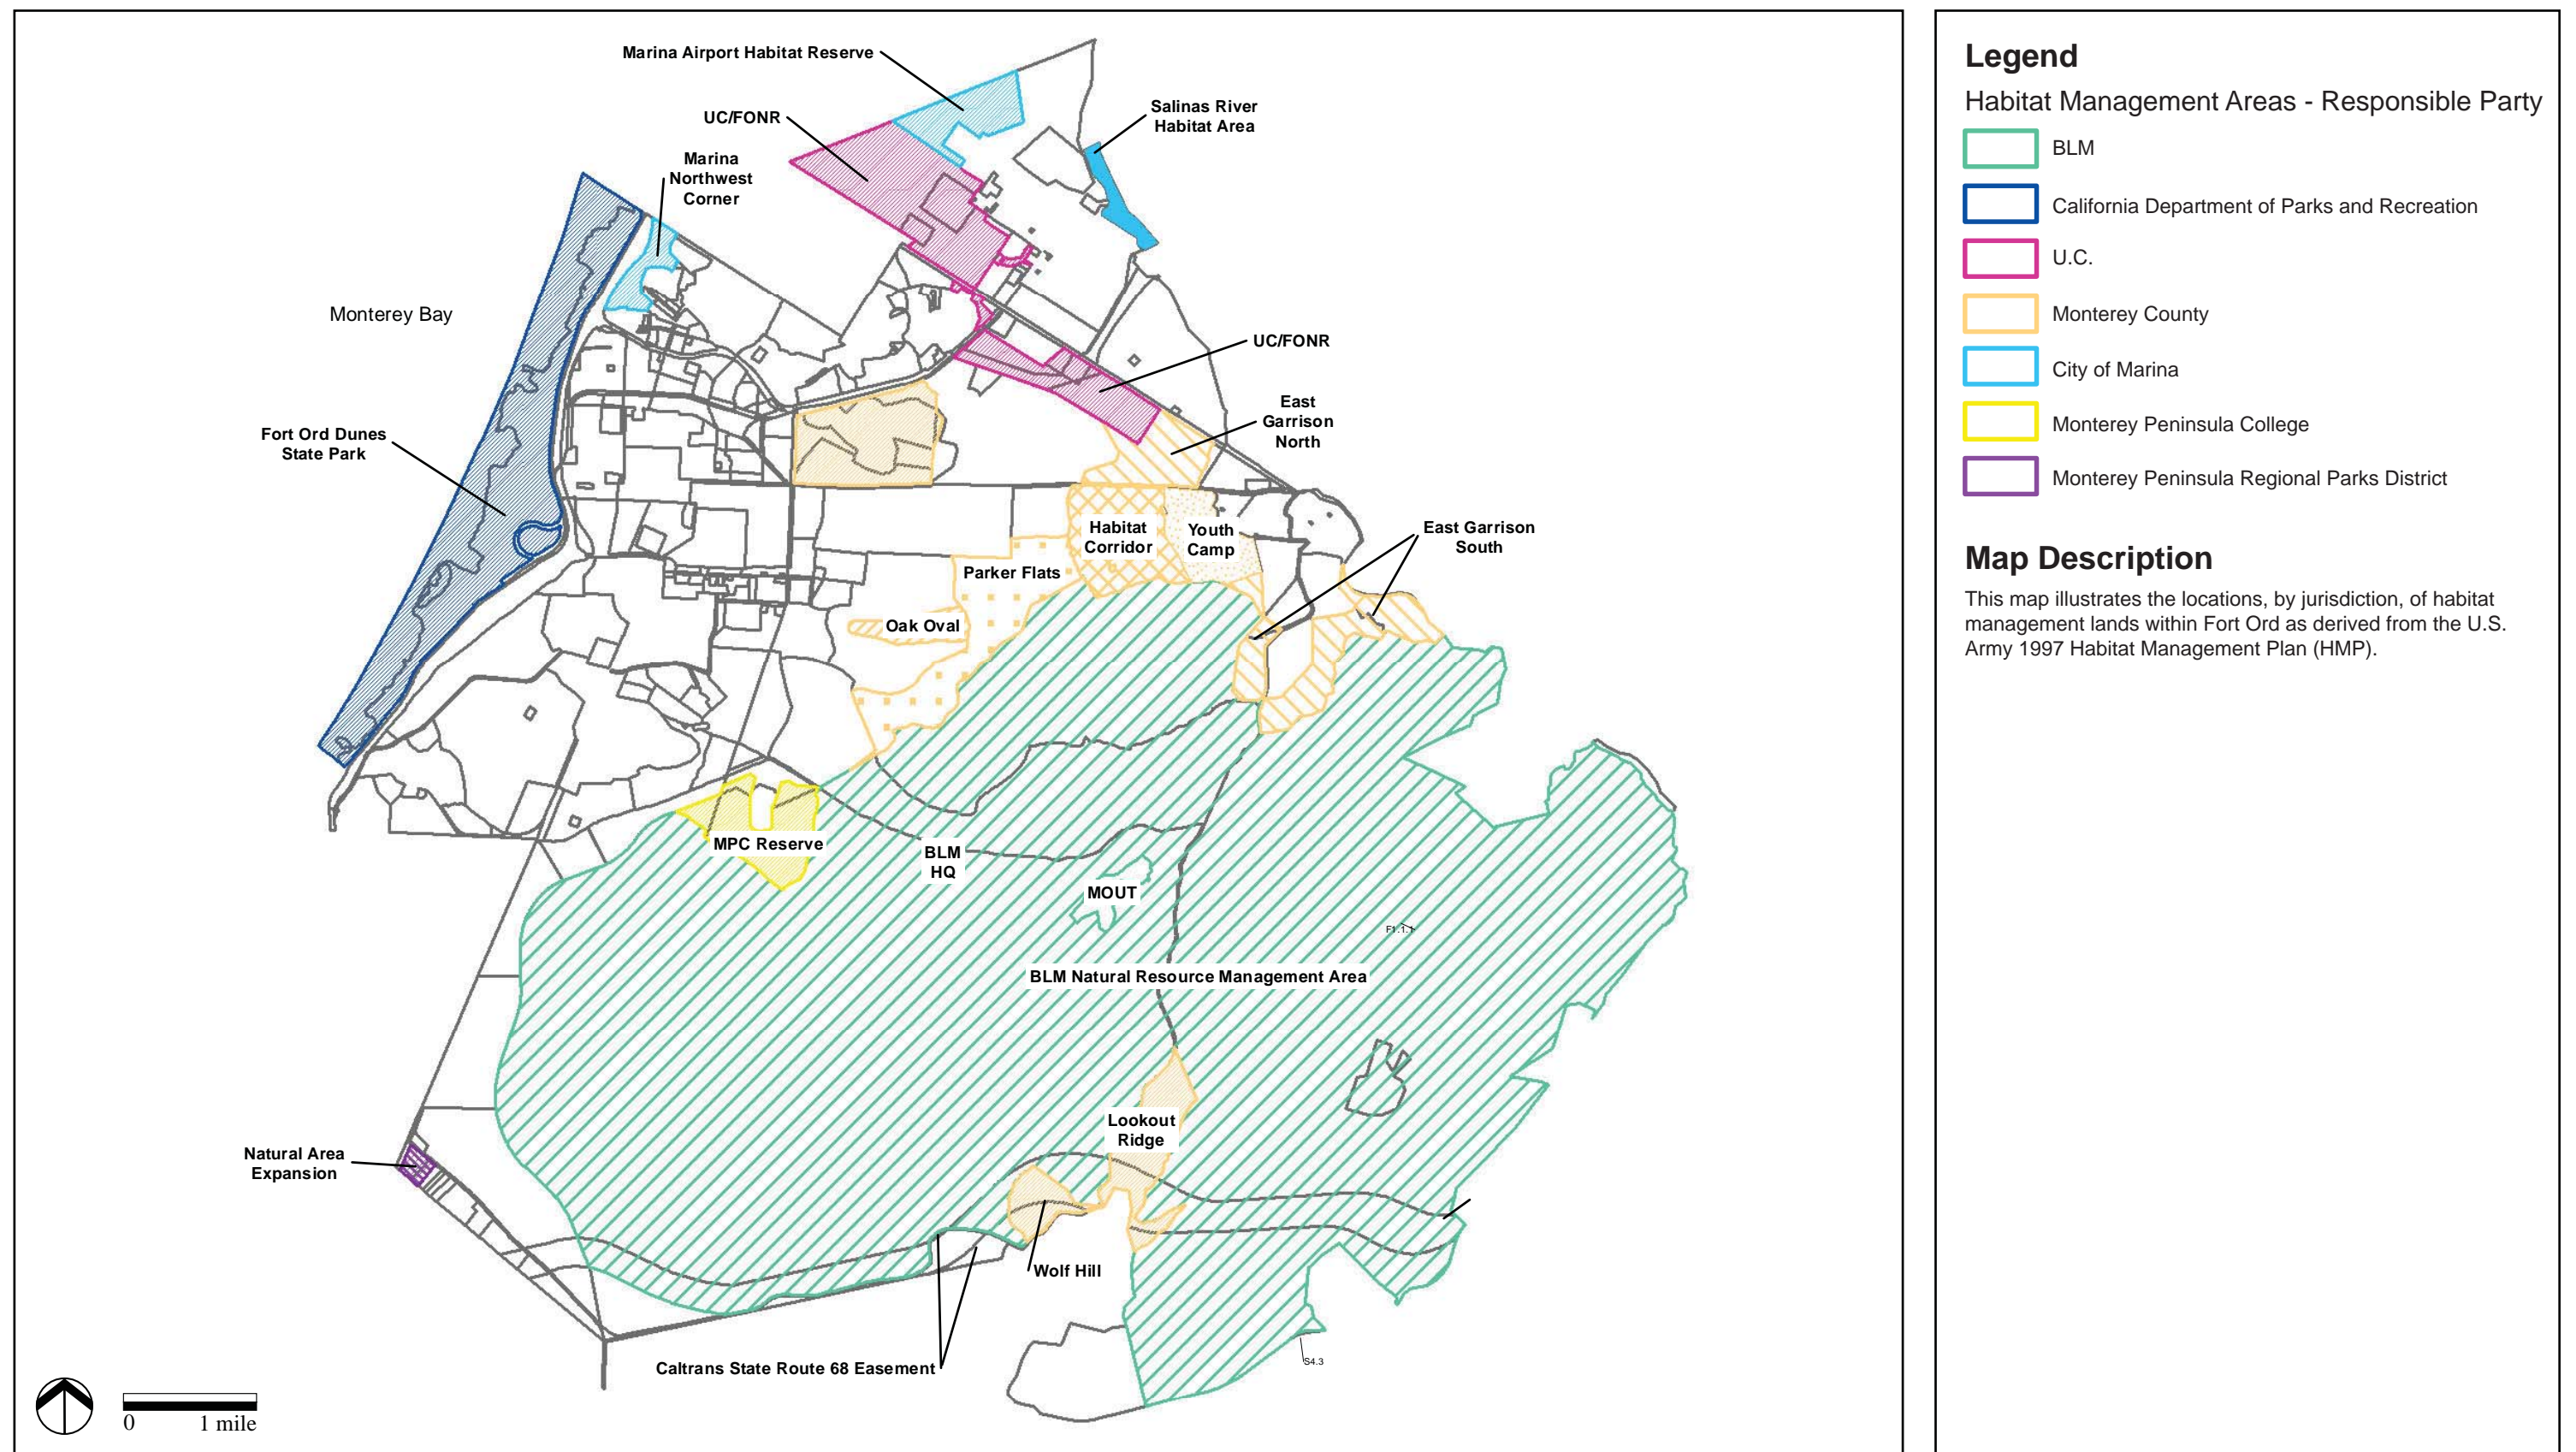 Marina Airport Habitat Reserve
UC/FONR
Marina
Northwest
Corner
Salinas River
Habitat Area
Monterey Bay
UC/FONR
East
Garrison
North
Fort Ord Dunes
State Park
Habitat
Corridor
Youth
Camp
East Garrison
South
Parker Flats
Oak Oval
MPC Reserve
BLM
HQ
MOUT
F1.1.1
BLM Natural Resource Management Area
Lookout
Ridge
Natural Area
Expansion
Wolf Hill
Caltrans State Route 68 Easement
S4.3
0 1 mile
Legend
Habitat Management Areas - Responsible Party
BLM
California Department of Parks and Recreation
U.C.
Monterey County
City of Marina
Monterey Peninsula College
Monterey Peninsula Regional Parks District
Map Description
This map illustrates the locations, by jurisdiction, of habitat
management lands within Fort Ord as derived from the U.S.
Army 1997 Habitat Management Plan (HMP).